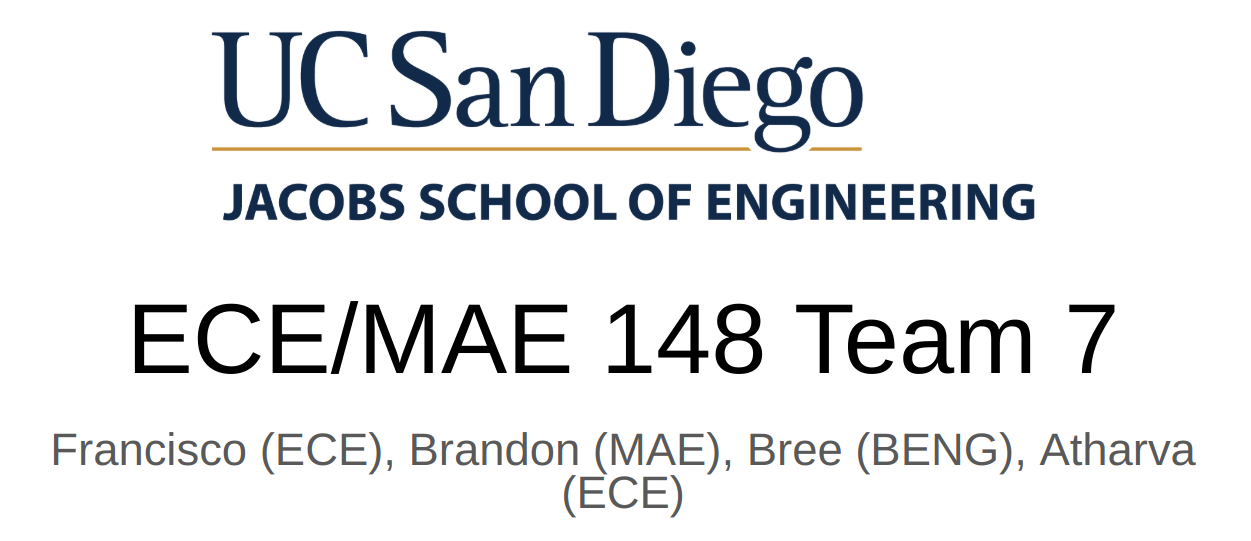 UC San Diego
JACOBS SCHOOL OF ENGINEERING
ECE/MAE 148 Team 7
Francisco (ECE), Brandon (MAE), Bree (BENG), Atharva
(ECE)